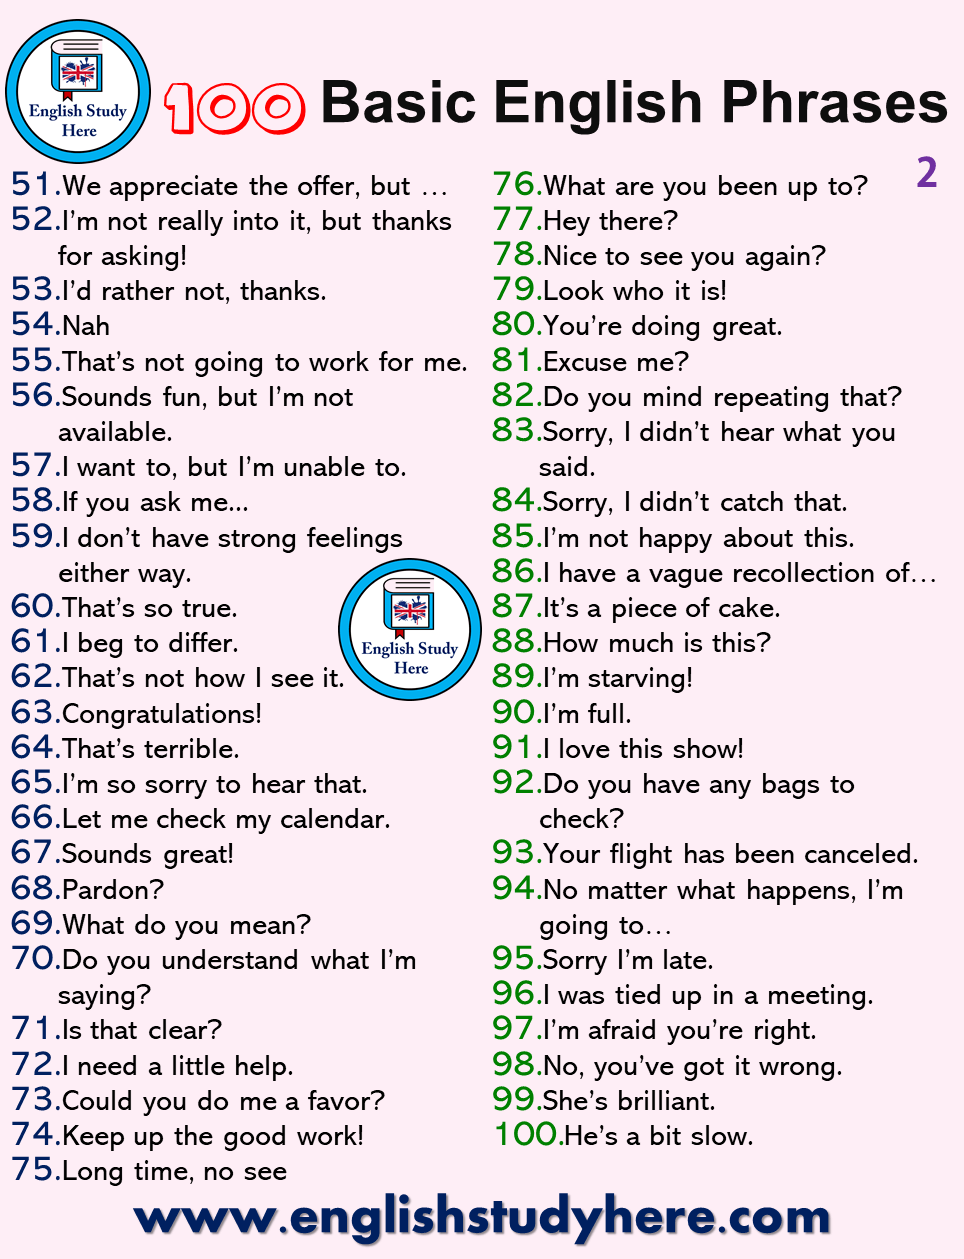 English Study
Here
100 Basic English Phrases
2
51.We appreciate the offer, but …
52.I’m not really into it, but thanks
for asking!
53.I’d rather not, thanks.
54.Nah
55.That’s not going to work for me.
56.Sounds fun, but I’m not
available.
57.I want to, but I’m unable to.
58.If you ask me...
59.I don’t have strong feelings
either way.
60.That’s so true.
61.I beg to differ.
62.That’s not how I see it.
63.Congratulations!
64.That’s terrible.
65.I’m so sorry to hear that.
66.Let me check my calendar.
67.Sounds great!
68.Pardon?
69.What do you mean?
70.Do you understand what I’m
saying?
71.Is that clear?
72.I need a little help.
73.Could you do me a favor?
74.Keep up the good work!
75.Long time, no see
English Study
Here
76.What are you been up to?
77.Hey there?
78.Nice to see you again?
79.Look who it is!
80.You’re doing great.
81.Excuse me?
82.Do you mind repeating that?
83.Sorry, I didn’t hear what you
said.
84.Sorry, I didn’t catch that.
85.I’m not happy about this.
86.I have a vague recollection of…
87.It’s a piece of cake.
88.How much is this?
89.I’m starving!
90.I’m full.
91.I love this show!
92.Do you have any bags to
check?
93.Your flight has been canceled.
94.No matter what happens, I’m
going to…
95.Sorry I’m late.
96.I was tied up in a meeting.
97.I’m afraid you’re right.
98.No, you’ve got it wrong.
99.She’s brilliant.
100.He’s a bit slow.
www.englishstudyhere.com